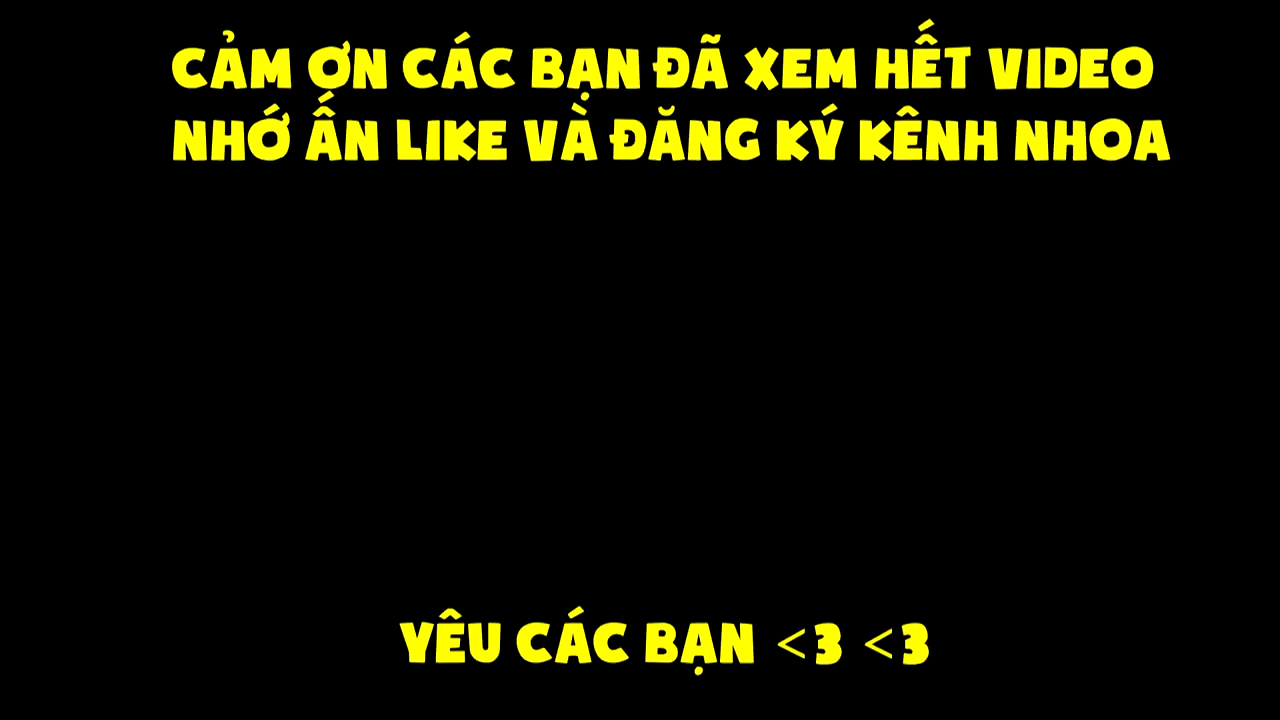 CẢM ƠN CÁC BẠN ĐÃ XEM HẾT VIDEO
NHỚ ẤN LIKE VÀ ĐĂNG KÝ KÊNH NHOA
YÊU CÁC BẠN <3 <3